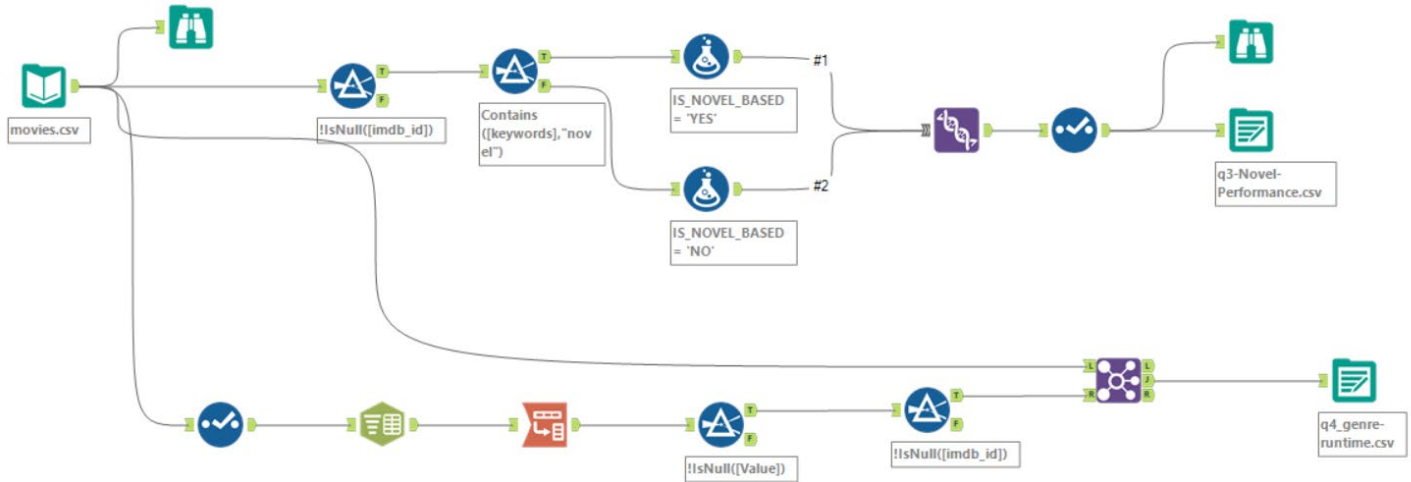 movies.csv
!IsNull([imdb_id])
T
F
Contains
([keywords],"nov
el")
T
F
IS_NOVEL_BASED
= 'YES'
#1
IS_NOVEL_BASED
= 'NO'
#2
q3-Novel-
Performance.csv
!IsNull([Value])
T
F
!IsNull([imdb_id])
T
F
L
R
L
J
R
q4_genre-
runtime.csv